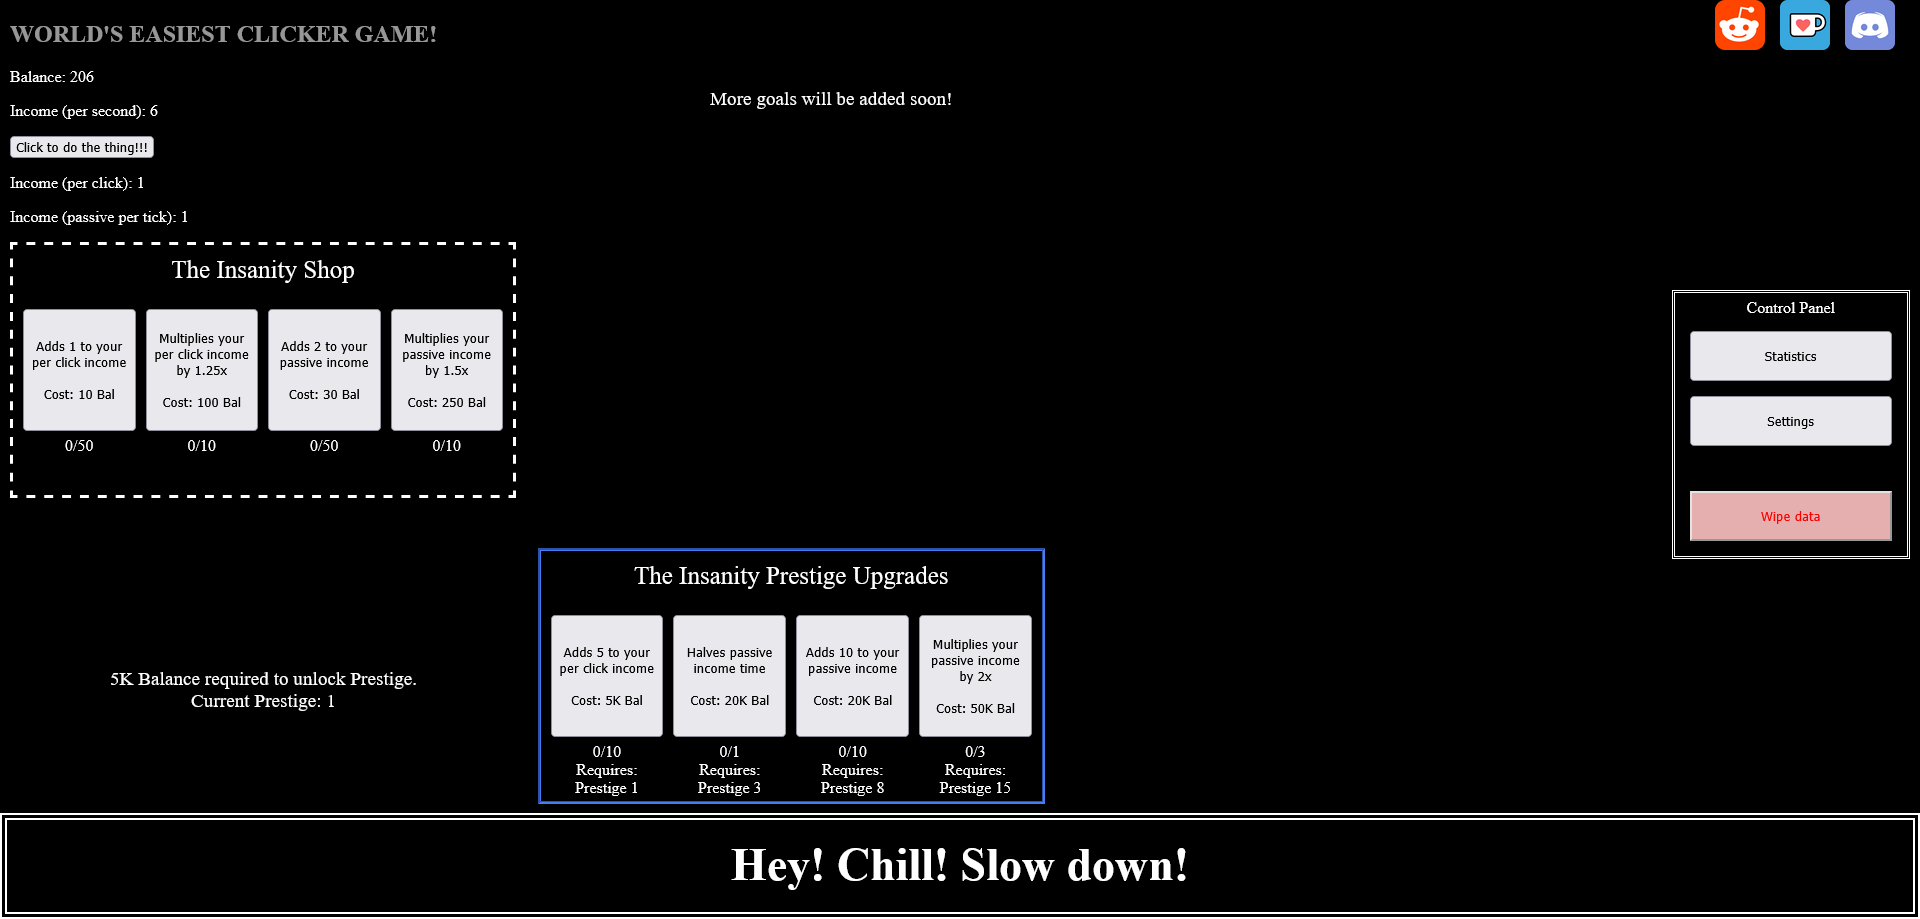 WORLD'S EASIEST CLICKER GAME!
Balance: 206
Income (per second): 6
Click to do the thing!!!
Income (per click): 1
Income (passive per tick): 1
More goals will be added soon!
The Insanity Shop
Adds 1 to your
per click income
Cost: 10 Bal
0/50
Multiplies your
per click income
by 1.25x
Cost: 100 Bal
0/10
Adds 2 to your
passive income
Cost: 30 Bal
0/50
Multiplies your
passive income
by 1.5x
Cost: 250 Bal
0/10
Control Panel
Statistics
Settings
Wipe data
5K Balance required to unlock Prestige.
Current Prestige: 1
The Insanity Prestige Upgrades
Adds 5 to your
per click income
Cost: 5K Bal
0/10
Requires:
Prestige 1
Halves passive
income time
Cost: 20K Bal
0/1
Requires:
Prestige 3
Adds 10 to your
passive income
Cost: 20K Bal
0/10
Requires:
Prestige 8
Multiplies your
passive income
by 2x
Cost: 50K Bal
0/3
Requires:
Prestige 15
Hey! Chill! Slow down!